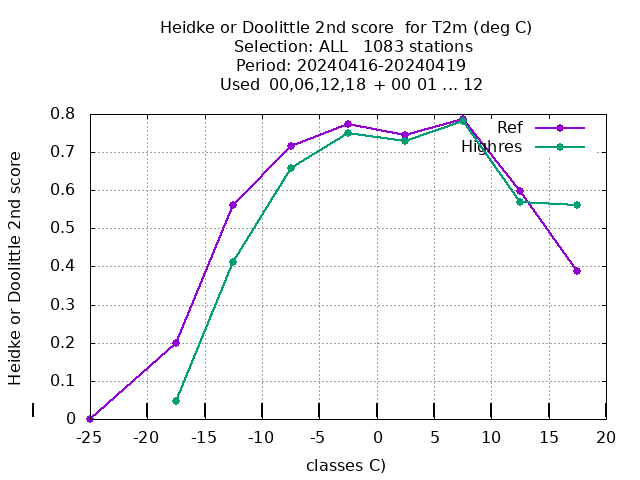 Heidke or Doolittle 2nd score  for T2m (deg C)
Selection: ALL   1083 stations
Period: 20240416-20240419
Used  00,06,12,18  + 00 01 ... 12
Heidke or Doolittle 2nd score
0.8
0.7
0.6
0.5
0.4
0.3
0.2
0.1
0
Ref
Highres
-25 -20 -15 -10 -5 0 5 10 15 20
classes C)